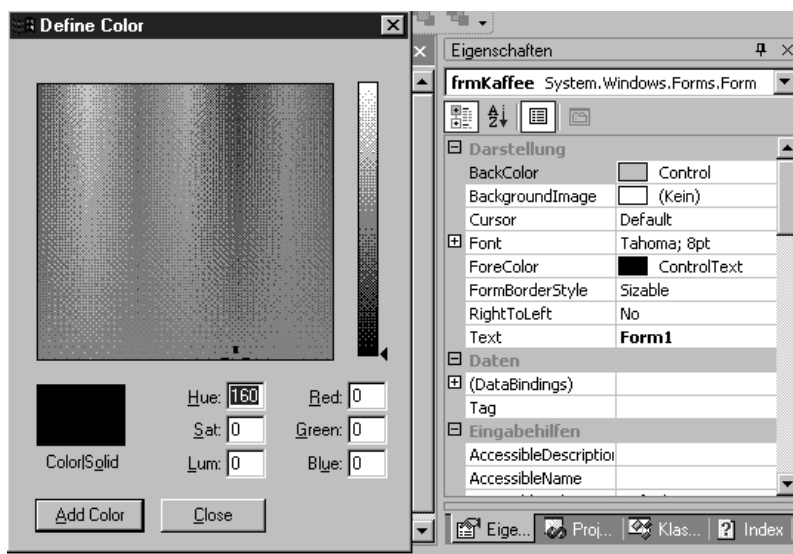 Define Color
Hue: 160
Sat: 0
Lum: 0
Red: 0
Green: 0
Blue: 0
Color|Solid
Add Color
Close
Eigenschaften
frmKaffee System.Windows.Forms.Form
Darstellung
BackColor Control
BackgroundImage (Kein)
Cursor Default
Font Tahoma; 8pt
ForeColor ControlText
FormBorderStyle Sizable
RightToLeft No
Text Form1
Daten
(DataBindings)
Tag
Eingabehilfen
AccessibleDescription
AccessibleName
Eige... Proj... Klas... Index